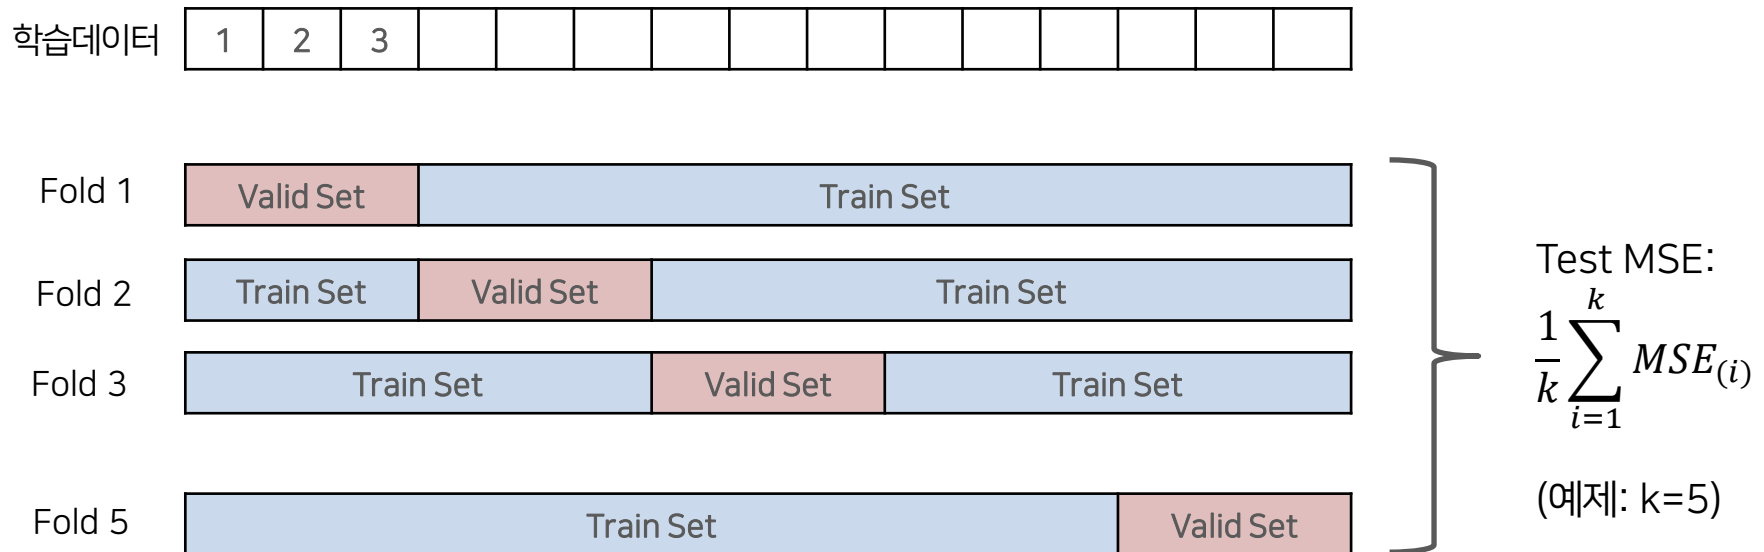 학습데이터 1 2 3
Fold 1 Valid Set Train Set
Fold 2 Train Set Valid Set Train Set
Fold 3 Train Set Valid Set Train Set
Fold 5 Train Set Valid Set
Test MSE:
$\frac{1}{k}\sum_{i=1}^{k} MSE_{(i)}$
(예제: k=5)